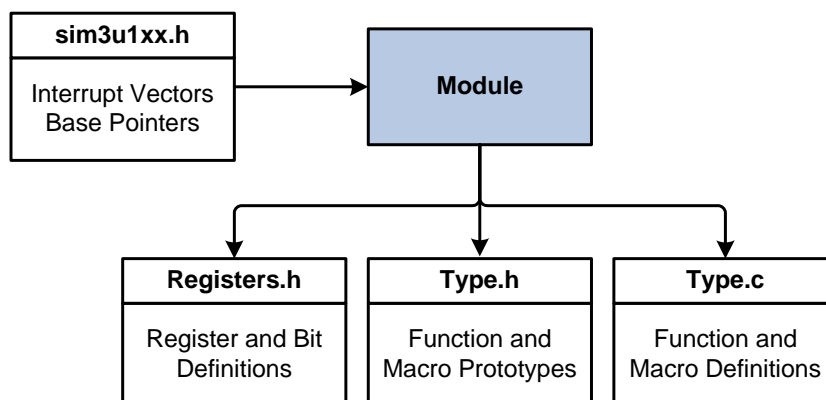 sim3u1xx.h
Interrupt Vectors
Base Pointers
Module
Registers.h
Register and Bit
Definitions
Type.h
Function and
Macro Prototypes
Type.c
Function and
Macro Definitions